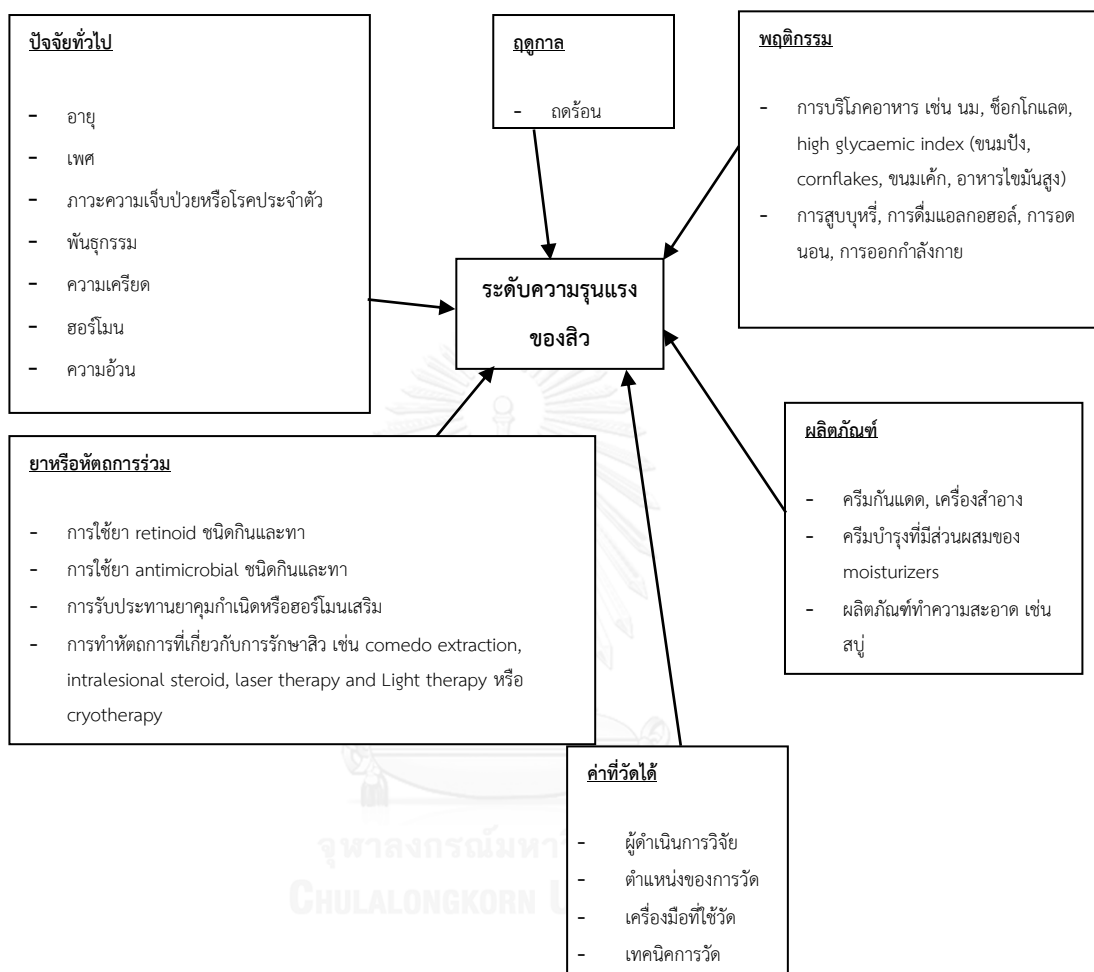 ปัจจัยทั่วไป
- อายุ
- เพศ
- ภาวะความเจ็บป่วยหรือโรคประจำตัว
- พันธุกรรม
- ความเครียด
- ฮอร์โมน
- ความอ้วน
ฤดูกาล
- ถดร้อน
พฤติกรรม
- การบริโภคอาหาร เช่น นม, ช็อกโกแลต,
high glycaemic index (ขนมปัง,
cornflakes, ขนมเค้ก, อาหารไขมันสูง)
- การสูบบุหรี่, การดื่มแอลกอฮอล์, การอด
นอน, การออกกำลังกาย
ระดับความรุนแรง
ของสิว
ยาหรือหัตถการร่วม
- การใช้ยา retinoid ชนิดกินและทา
- การใช้ยา antimicrobial ชนิดกินและทา
- การรับประทานยาคุมกำเนิดหรือฮอร์โมนเสริม
- การทำหัตถการที่เกี่ยวกับการรักษาสิว เช่น comedo extraction,
intralesional steroid, laser therapy and Light therapy หรือ
cryotherapy
ผลิตภัณฑ์
- ครีมกันแดด, เครื่องสำอาง
- ครีมบำรุงที่มีส่วนผสมของ
moisturizers
- ผลิตภัณฑ์ทำความสะอาด เช่น
สบู่
ค่าที่วัดได้
- ผู้ดำเนินการวิจัย
- ตำแหน่งของการวัด
- เครื่องมือที่ใช้วัด
- เทคนิคการวัด
จุฬาลงกรณ์มหาวิ
CHULALONGKORN U